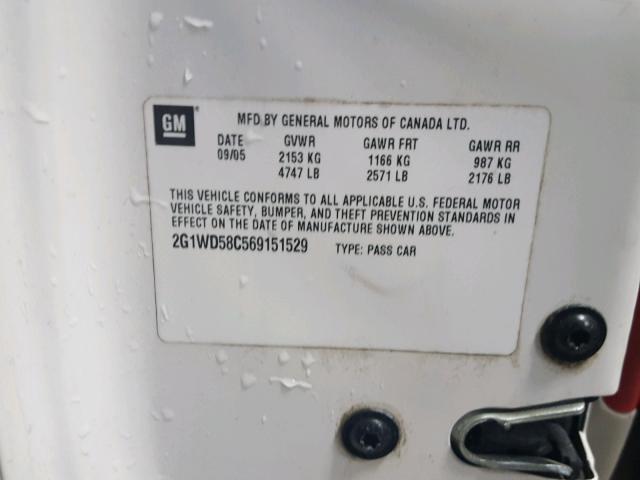 GM®
MFD BY GENERAL MOTORS OF CANADA LTD.
DATE GVWR GAWR FRT GAWR RR
09/05 2153 KG 1166 KG 987 KG
4747 LB 2571 LB 2176 LB
THIS VEHICLE CONFORMS TO ALL APPLICABLE U.S. FEDERAL MOTOR
VEHICLE SAFETY, BUMPER, AND THEFT PREVENTION STANDARDS IN
EFFECT ON THE DATE OF MANUFACTURE SHOWN ABOVE.
2G1WD58C569151529 TYPE: PASS CAR